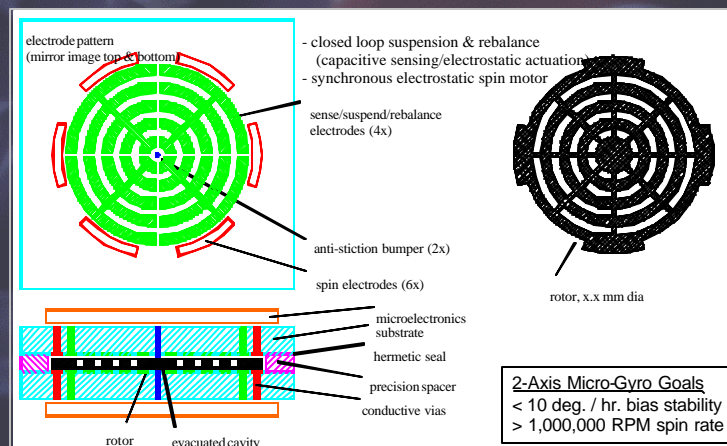 electrode pattern
(mirror image top & bottom)
- closed loop suspension & rebalance
(capacitive sensing/electrostatic actuation)
- synchronous electrostatic spin motor
sense/suspend/rebalance
electrodes (4x)
anti-stiction bumper (2x)
spin electrodes (6x)
rotor, x.x mm dia
microelectronics
substrate
hermetic seal
precision spacer
conductive vias
rotor
evacuated cavity
2-Axis Micro-Gyro Goals
< 10 deg. / hr. bias stability
> 1,000,000 RPM spin rate